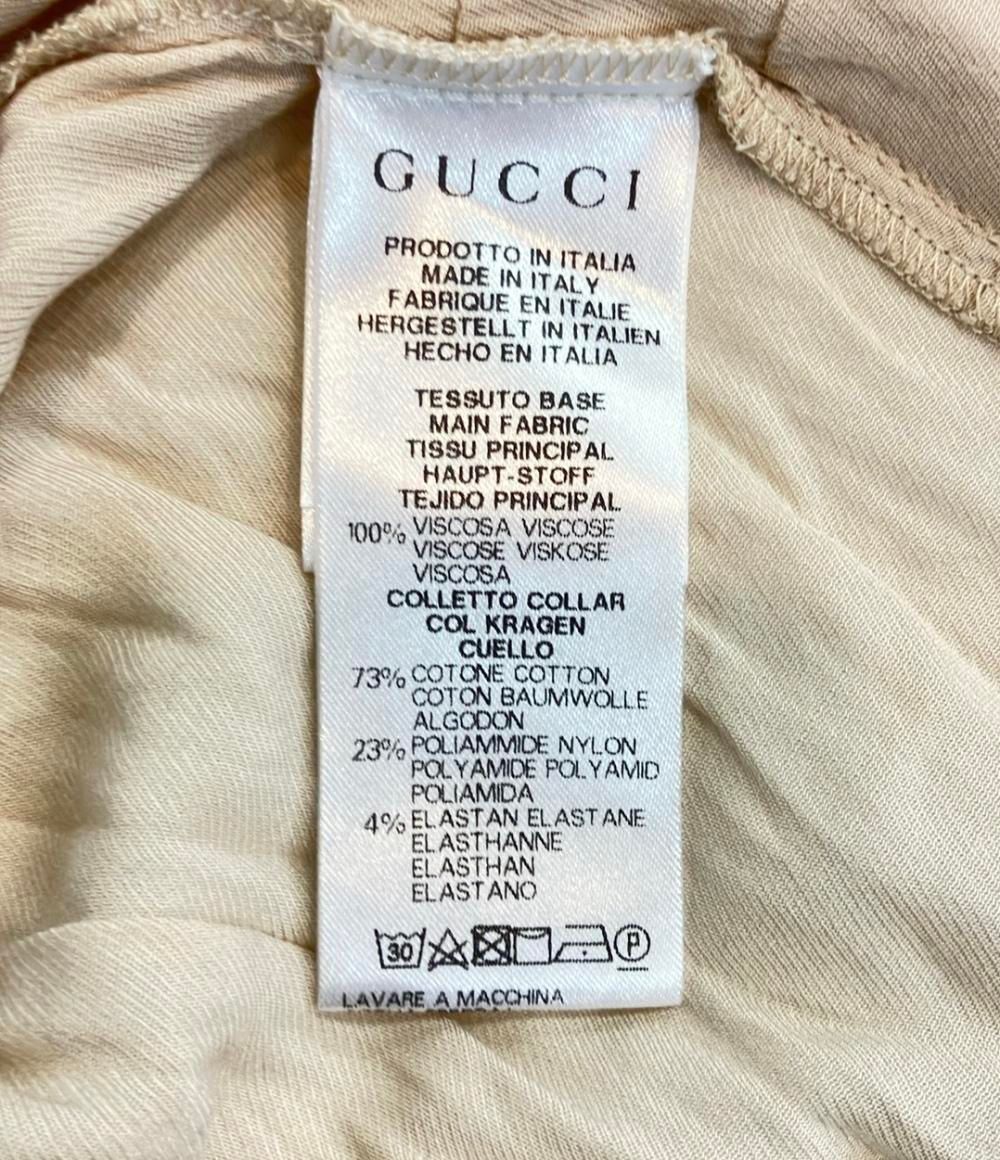 GUCCI
PRODOTTO IN ITALIA
MADE IN ITALY
FABRIQUE EN ITALIE
HERGESTELLT IN ITALIEN
HECHO EN ITALIA
TESSUTO BASE
MAIN FABRIC
TISSU PRINCIPAL
HAUPT-STOFF
TEJIDO PRINCIPAL
100% VISCOSA VISCOSE
VISCOSE VISKOSE
VISCOSA
COLLETTO COLLAR
COL KRAGEN
CUELLO
73% COTONE COTTON
COTON BAUMWOLLE
ALGODON
23% POLIAMMIDE NYLON
POLYAMIDE POLYAMID
POLIAMIDA
4% ELASTAN ELASTANE
ELASTHANNE
ELASTHAN
ELASTANO
30 P
LAVARE A MACCHINA